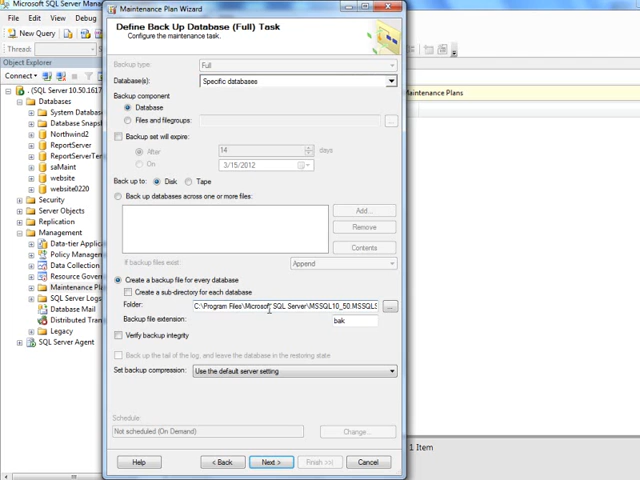 Microsoft SQL Server Mana
File Edit View
New Query
Thread:
Object Explorer
Connect
. (SQL Server 10.50.1617
Databases
System Databas
Database Snaps
Northwind2
ReportServer
ReportServerTen
saMaint
website
website0220
Security
Server Objects
Replication
Management
Data-tier Applic
Policy Managem
Data Collection
Resource Govern
Maintenance Plan
SQL Server Logs
Database Mail
Distributed Tran
Legacy
SQL Server Agent
Maintenance Plan Wizard
Define Back Up Database (Full) Task
Configure the maintenance task.
Backup type: Full
Database(s): Specific databases
Backup component
Database
Files and filegroups: ...
Backup set will expire:
After 14 days
On 3/15/2012
Back up to: Disk Tape
Back up databases across one or more files:
Add...
Remove
Contents
If backup files exist: Append
Create a backup file for every database
Create a sub-directory for each database
Folder: C:\Program Files\Microsoft SQL Server\MSSQL10_50.MSSQLS ...
Backup file extension: bak
Verify backup integrity
Back up the tail of the log, and leave the database in the restoring state
Set backup compression: Use the default server setting
Schedule:
Not scheduled (On Demand) Change...
Help < Back Next > Finish >>| Cancel
Maintenance Plans
1 Item